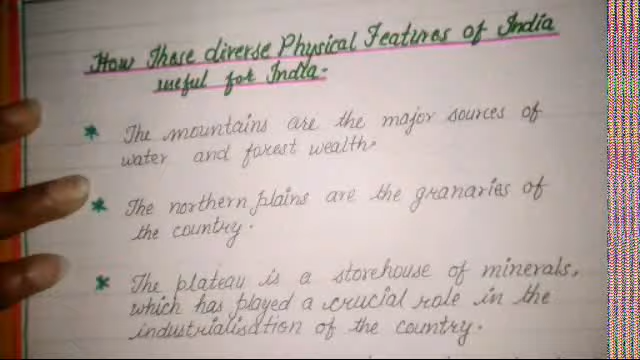 How These diverse Physical Features of India
useful for India.
* The mountains are the major sources of
water and forest wealth.
* The northern plains are the granaries of
the country.
* The plateau is a storehouse of minerals,
which has played a crucial role in the
industrialisation of the country.